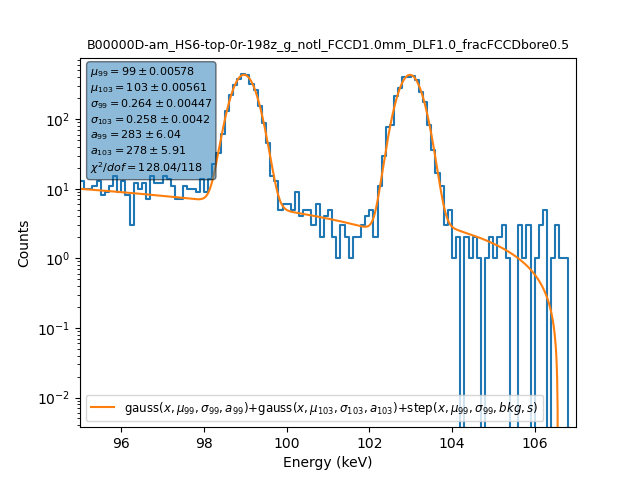 B00000D-am_HS6-top-0r-198z_g_notl_FCCD1.0mm_DLF1.0_fracFCCDbore0.5
μ₉₉ = 99 ± 0.00578
μ₁₀₃ = 103 ± 0.00561
σ₉₉ = 0.264 ± 0.00447
σ₁₀₃ = 0.258 ± 0.0042
a₉₉ = 283 ± 6.04
a₁₀₃ = 278 ± 5.91
χ²/dof = 128.04/118
10²
10¹
10⁰
10⁻¹
10⁻²
Counts
gauss(x, μ₉₉, σ₉₉, a₉₉)+gauss(x, μ₁₀₃, σ₁₀₃, a₁₀₃)+step(x, μ₉₉, σ₉₉, bkg, s)
96 98 100 102 104 106
Energy (keV)